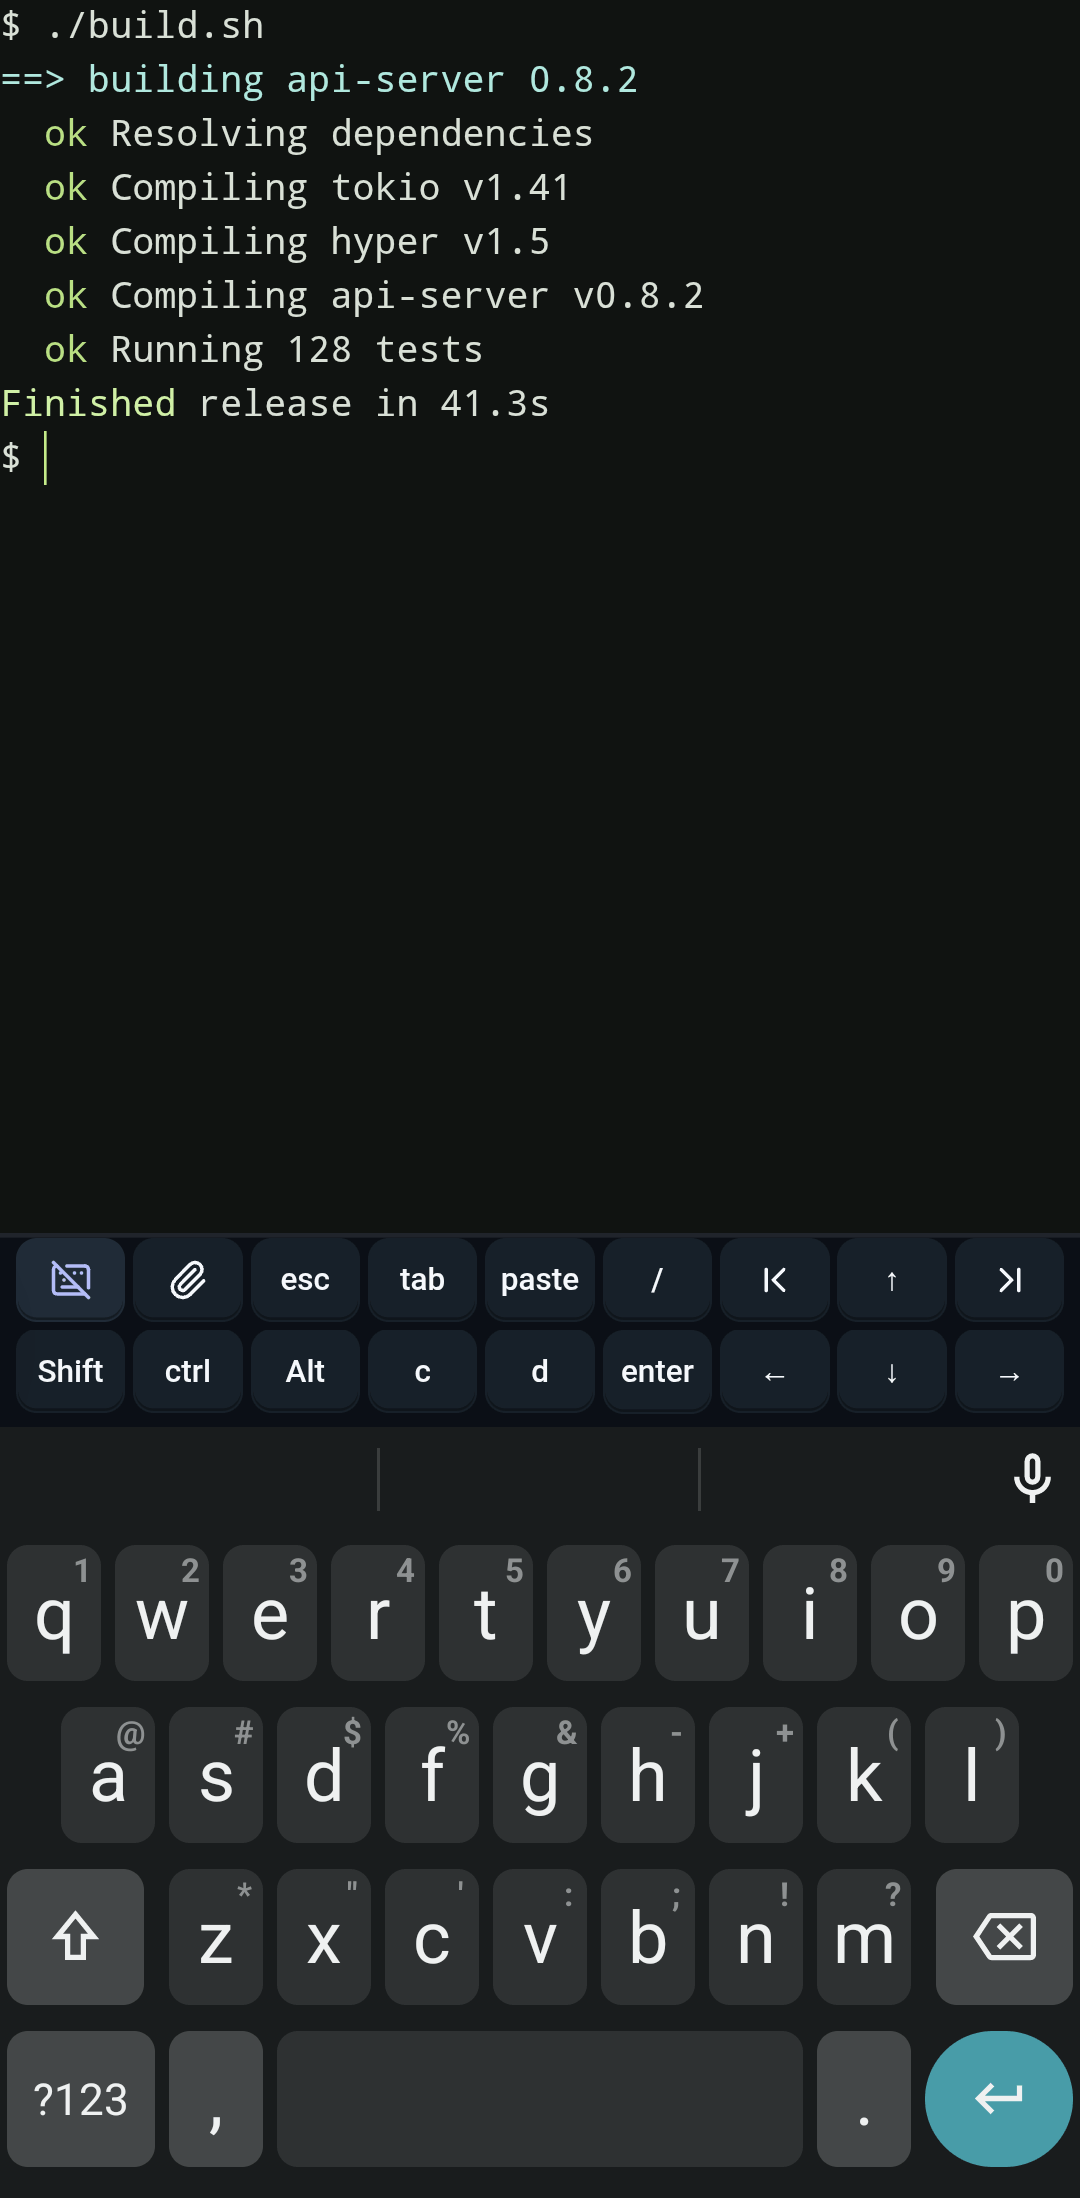 $ ./build.sh
==> building api-server 0.8.2
ok Resolving dependencies
ok Compiling tokio v1.41
ok Compiling hyper v1.5
ok Compiling api-server v0.8.2
ok Running 128 tests
Finished release in 41.3s
$
esc tab paste / ↑
Shift ctrl Alt c d enter ← ↓ →
1 2 3 4 5 6 7 8 9 0
q w e r t y u i o p
@ # $ % & - + ( )
a s d f g h j k l
* " ' : ; ! ?
z x c v b n m
?123 , .